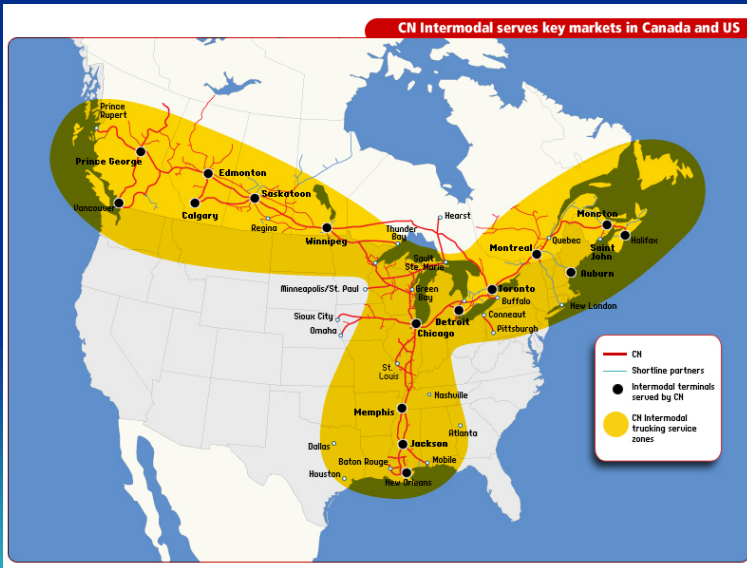 CN Intermodal serves key markets in Canada and US
Prince
Rupert
Prince George
Edmonton
Saskatoon
Vancouver
Calgary
Regina
Winnipeg
Thunder
Bay
Hearst
Moncton
Montreal
Quebec
Saint
John
Halifax
Sault
Ste. Marie
Auburn
Minneapolis/St. Paul
Green
Bay
Toronto
Buffalo
New London
Sioux City
Detroit
Conneaut
Omaha
Chicago
Pittsburgh
St.
Louis
Nashville
Memphis
Atlanta
Dallas
Jackson
Baton Rouge
Mobile
Houston
New Orleans
CN
Shortline partners
Intermodal terminals
served by CN
CN Intermodal
trucking service
zones